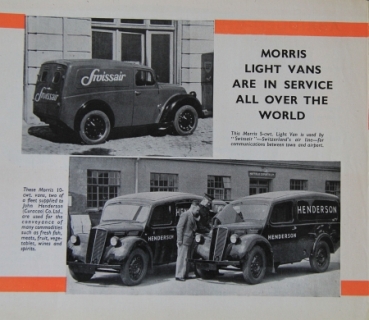 Swissair
Swissair
MORRIS
LIGHT VANS
ARE IN SERVICE
ALL OVER THE
WORLD
This Morris 5-cwt. Light Van is used by
"Swissair"—Switzerland's air line—for
communications between town and airport.
These Morris 10-
cwt. vans, two of
a fleet supplied to
John Henderson
(Curacao) Co. Ltd.,
are used for the
conveyance of
many commodities
such as fresh fish,
meats, fruit, vege-
tables, wines and
spirits.
HENDERSON
HENDERSON
HENDERSON